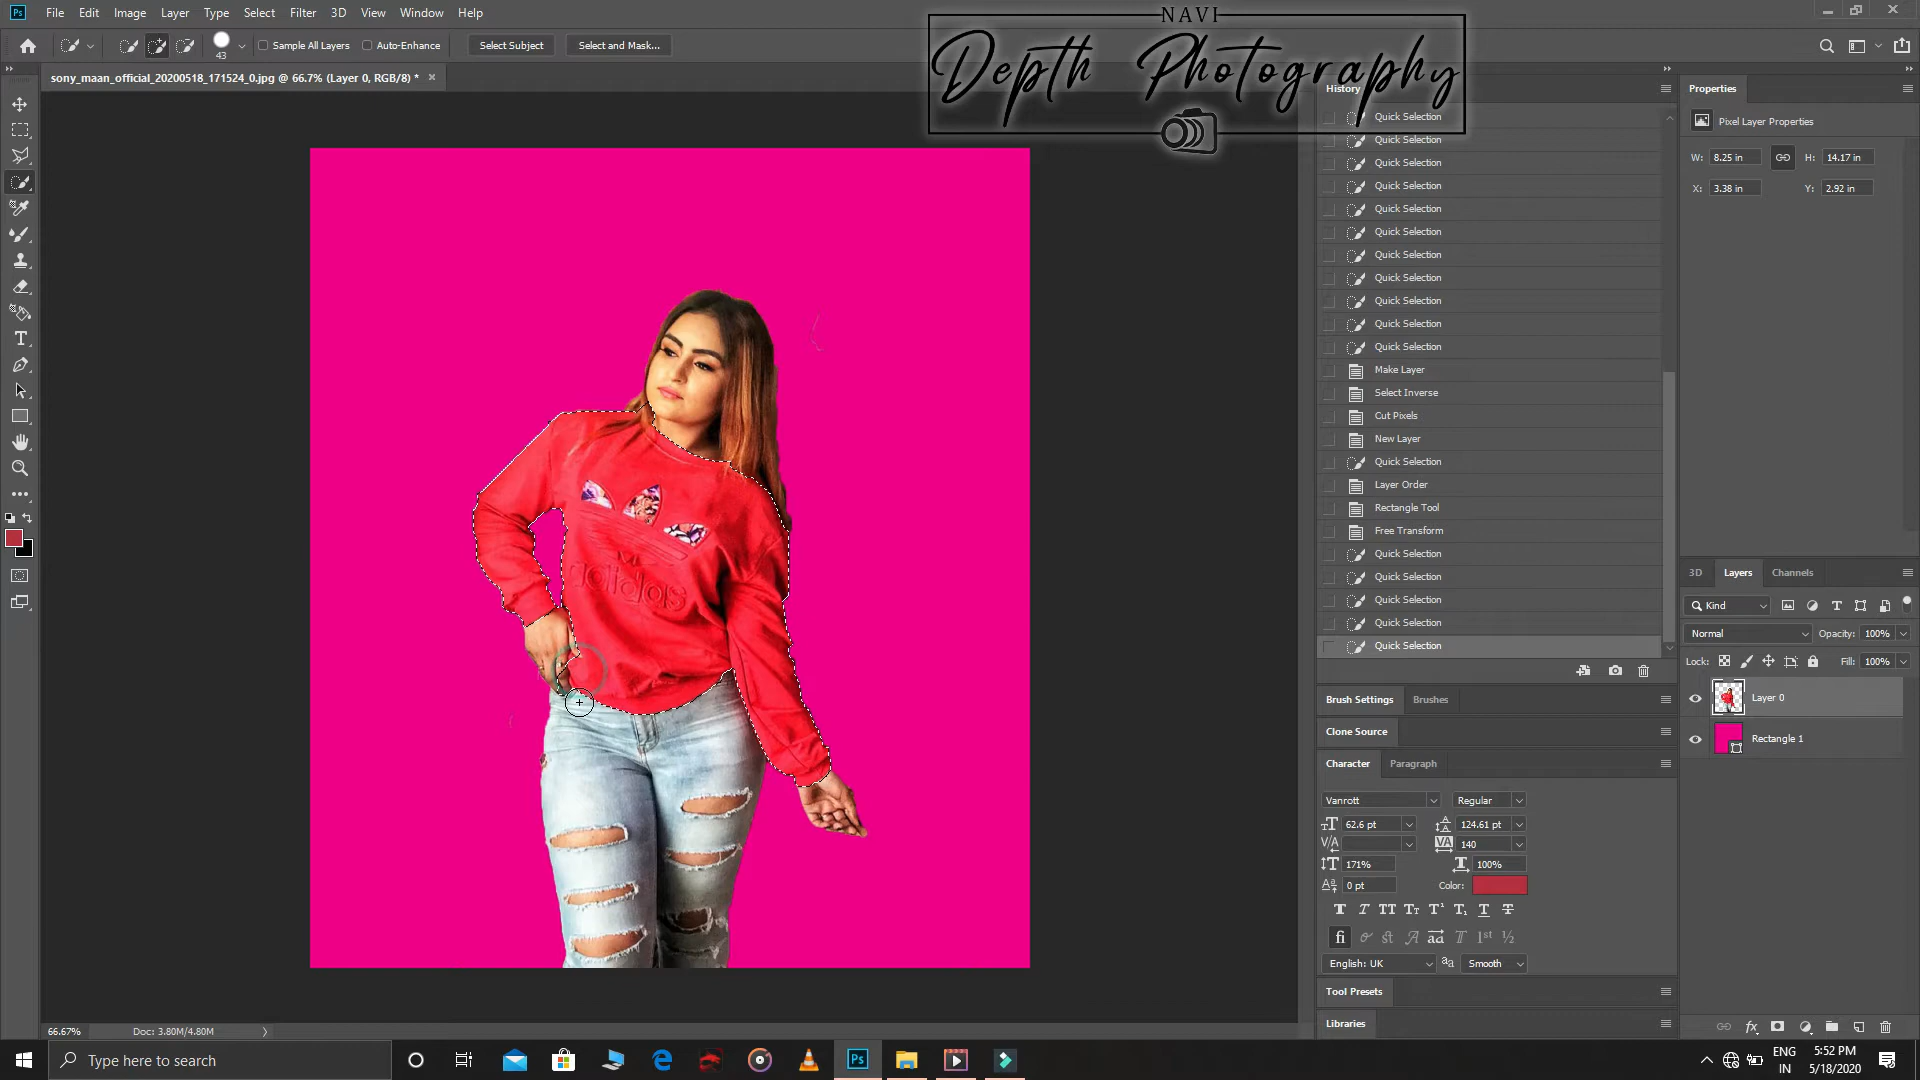 Ps File Edit Image Layer Type Select Filter 3D View Window Help
NAVI
Depth Photography
43 Sample All Layers Auto-Enhance Select Subject Select and Mask...
sony_maan_official_20200518_171524_0.jpg @ 66.7% (Layer 0, RGB/8) *
History
Quick Selection
Quick Selection
Quick Selection
Quick Selection
Quick Selection
Quick Selection
Quick Selection
Quick Selection
Quick Selection
Quick Selection
Quick Selection
Make Layer
Select Inverse
Cut Pixels
New Layer
Quick Selection
Layer Order
Rectangle Tool
Free Transform
Quick Selection
Quick Selection
Quick Selection
Quick Selection
Quick Selection
adidas
Brush Settings Brushes
Clone Source
Character Paragraph
Vanrott Regular
62.6 pt 124.61 pt
140
171% 100%
0 pt Color:
English: UK Smooth
Tool Presets
Libraries
Properties
Pixel Layer Properties
W: 8.25 in H: 14.17 in
X: 3.38 in Y: 2.92 in
3D Layers Channels
Kind
Normal Opacity: 100%
Lock: Fill: 100%
Layer 0
Rectangle 1
66.67% Doc: 3.80M/4.80M
Type here to search
Ps
ENG
IN
5:52 PM
5/18/2020